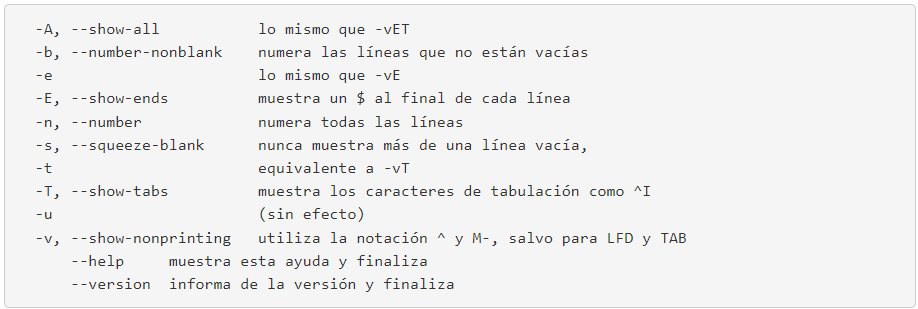 -A, --show-all           lo mismo que -vET
-b, --number-nonblank    numera las líneas que no están vacías
-e                       lo mismo que -vE
-E, --show-ends          muestra un $ al final de cada línea
-n, --number             numera todas las líneas
-s, --squeeze-blank      nunca muestra más de una línea vacía,
-t                       equivalente a -vT
-T, --show-tabs          muestra los caracteres de tabulación como ^I
-u                       (sin efecto)
-v, --show-nonprinting   utiliza la notación ^ y M-, salvo para LFD y TAB
    --help     muestra esta ayuda y finaliza
    --version  informa de la versión y finaliza